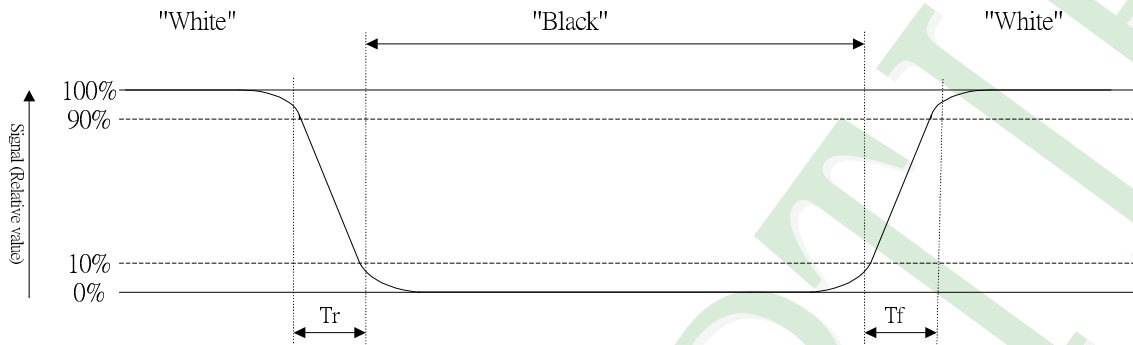 "White" "Black" "White"
100%
90%
Signal (Relative value)
10%
0%
Tr Tf